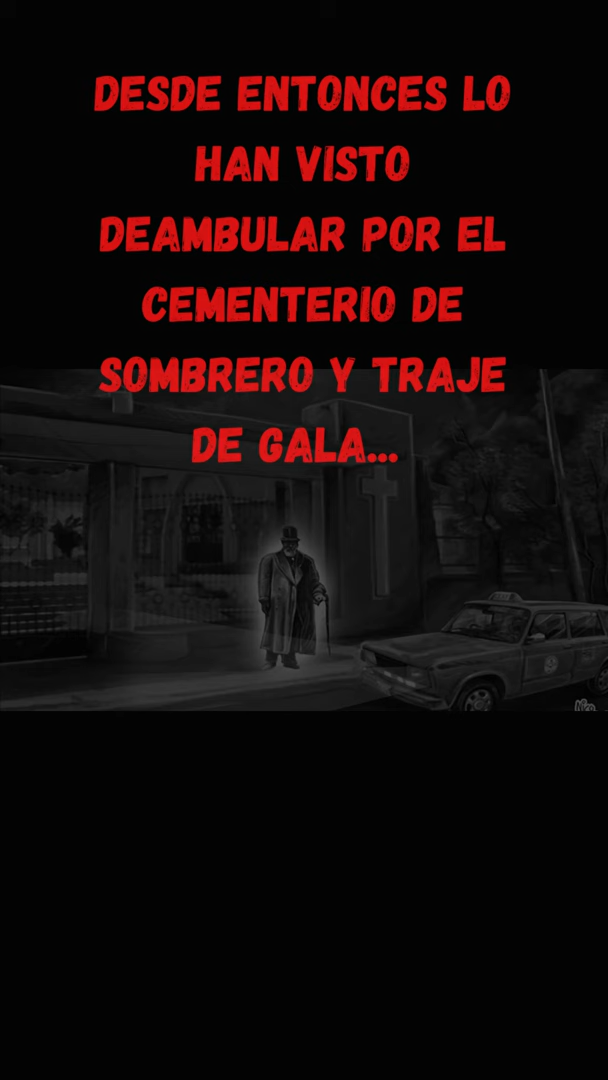 DESDE ENTONCES LO
HAN VISTO
DEAMBULAR POR EL
CEMENTERIO DE
SOMBRERO Y TRAJE
DE GALA...